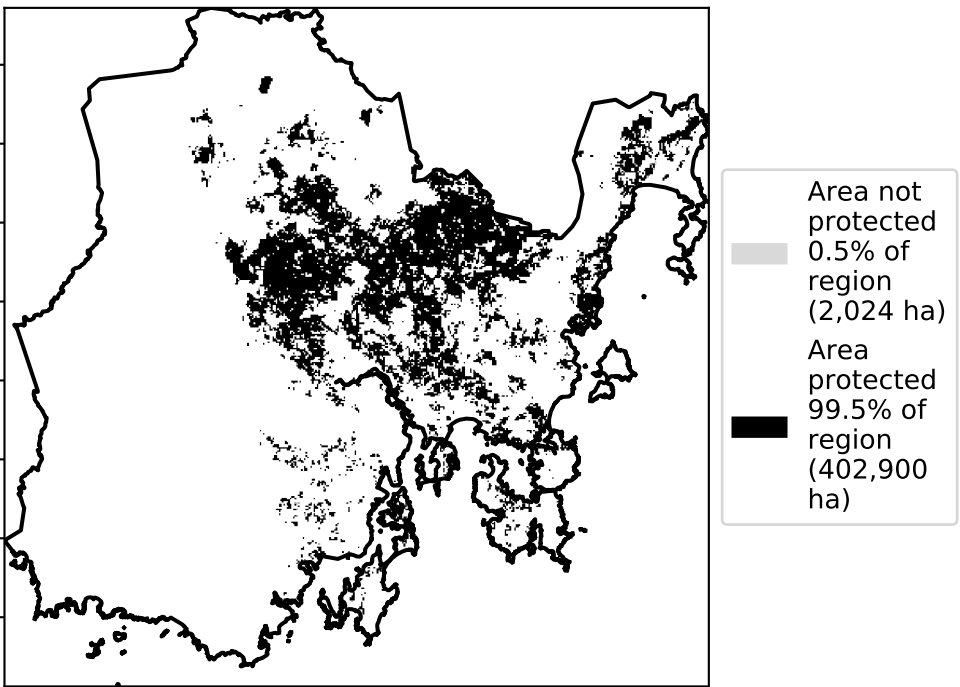 Area not
protected
0.5% of
region
(2,024 ha)
Area
protected
99.5% of
region
(402,900
ha)